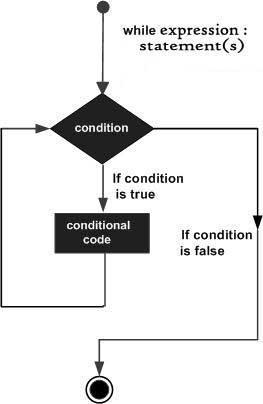 while expression :
statement(s)
condition
If condition
is true
conditional
code
If condition
is false